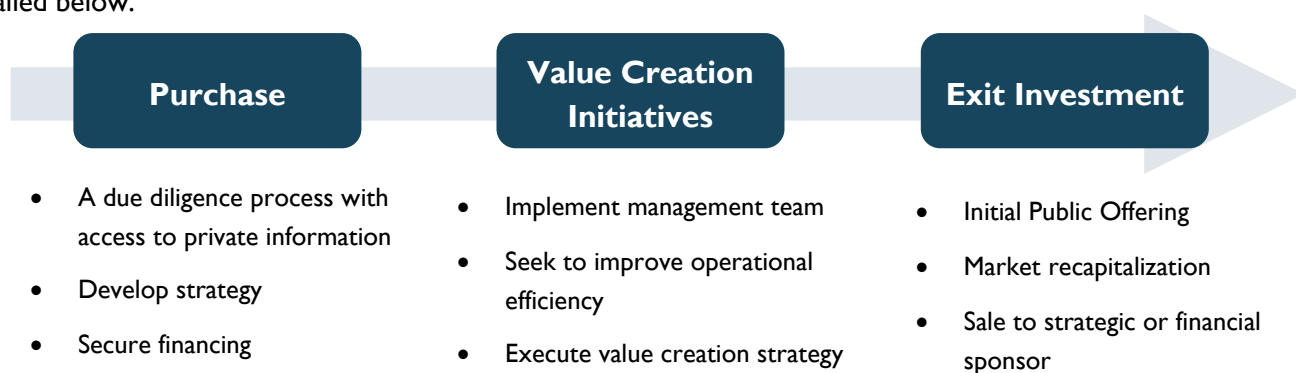 below.
Purchase
Value Creation
Initiatives
Exit Investment
• A due diligence process with
access to private information
• Develop strategy
• Secure financing
• Implement management team
• Seek to improve operational
efficiency
• Execute value creation strategy
• Initial Public Offering
• Market recapitalization
• Sale to strategic or financial
sponsor